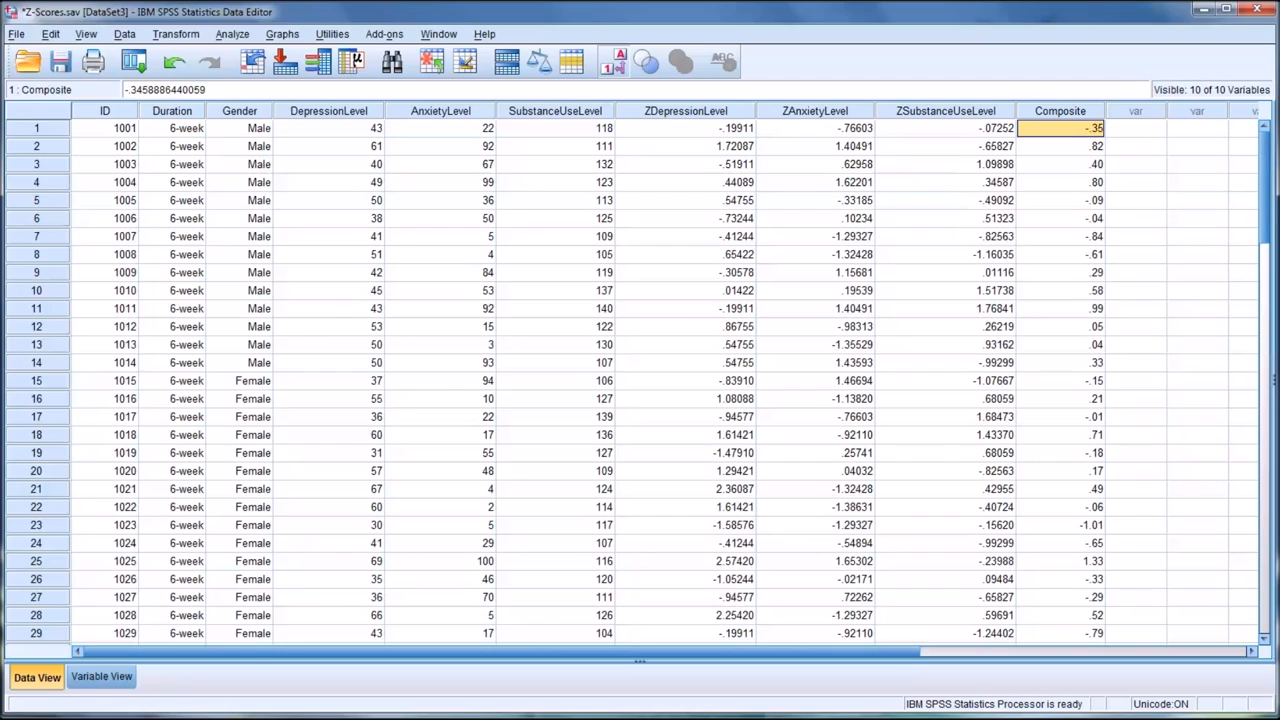 *Z-Scores.sav [DataSet3] - IBM SPSS Statistics Data Editor
File Edit View Data Transform Analyze Graphs Utilities Add-ons Window Help
1 : Composite -.3458886440059 Visible: 10 of 10 Variables
ID Duration Gender DepressionLevel AnxietyLevel SubstanceUseLevel ZDepressionLevel ZAnxietyLevel ZSubstanceUseLevel Composite var var
1 1001 6-week Male 43 22 118 -.19911 -.76603 -.07252 -.35
2 1002 6-week Male 61 92 111 1.72087 1.40491 -.65827 .82
3 1003 6-week Male 40 67 132 -.51911 .62958 1.09898 .40
4 1004 6-week Male 49 99 123 .44089 1.62201 .34587 .80
5 1005 6-week Male 50 36 113 .54755 -.33185 -.49092 -.09
6 1006 6-week Male 38 50 125 -.73244 .10234 .51323 -.04
7 1007 6-week Male 41 5 109 -.41244 -1.29327 -.82563 -.84
8 1008 6-week Male 51 4 105 .65422 -1.32428 -1.16035 -.61
9 1009 6-week Male 42 84 119 -.30578 1.15681 .01116 .29
10 1010 6-week Male 45 53 137 .01422 .19539 1.51738 .58
11 1011 6-week Male 43 92 140 -.19911 1.40491 1.76841 .99
12 1012 6-week Male 53 15 122 .86755 -.98313 .26219 .05
13 1013 6-week Male 50 3 130 .54755 -1.35529 .93162 .04
14 1014 6-week Male 50 93 107 .54755 1.43593 -.99299 .33
15 1015 6-week Female 37 94 106 -.83910 1.46694 -1.07667 -.15
16 1016 6-week Female 55 10 127 1.08088 -1.13820 .68059 .21
17 1017 6-week Female 36 22 139 -.94577 -.76603 1.68473 -.01
18 1018 6-week Female 60 17 136 1.61421 -.92110 1.43370 .71
19 1019 6-week Female 31 55 127 -1.47910 .25741 .68059 -.18
20 1020 6-week Female 57 48 109 1.29421 .04032 -.82563 .17
21 1021 6-week Female 67 4 124 2.36087 -1.32428 .42955 .49
22 1022 6-week Female 60 2 114 1.61421 -1.38631 -.40724 -.06
23 1023 6-week Female 30 5 117 -1.58576 -1.29327 -.15620 -1.01
24 1024 6-week Female 41 29 107 -.41244 -.54894 -.99299 -.65
25 1025 6-week Female 69 100 116 2.57420 1.65302 -.23988 1.33
26 1026 6-week Female 35 46 120 -1.05244 -.02171 .09484 -.33
27 1027 6-week Female 36 70 111 -.94577 .72262 -.65827 -.29
28 1028 6-week Female 66 5 126 2.25420 -1.29327 .59691 .52
29 1029 6-week Female 43 17 104 -.19911 -.92110 -1.24402 -.79
Data View Variable View
IBM SPSS Statistics Processor is ready Unicode:ON